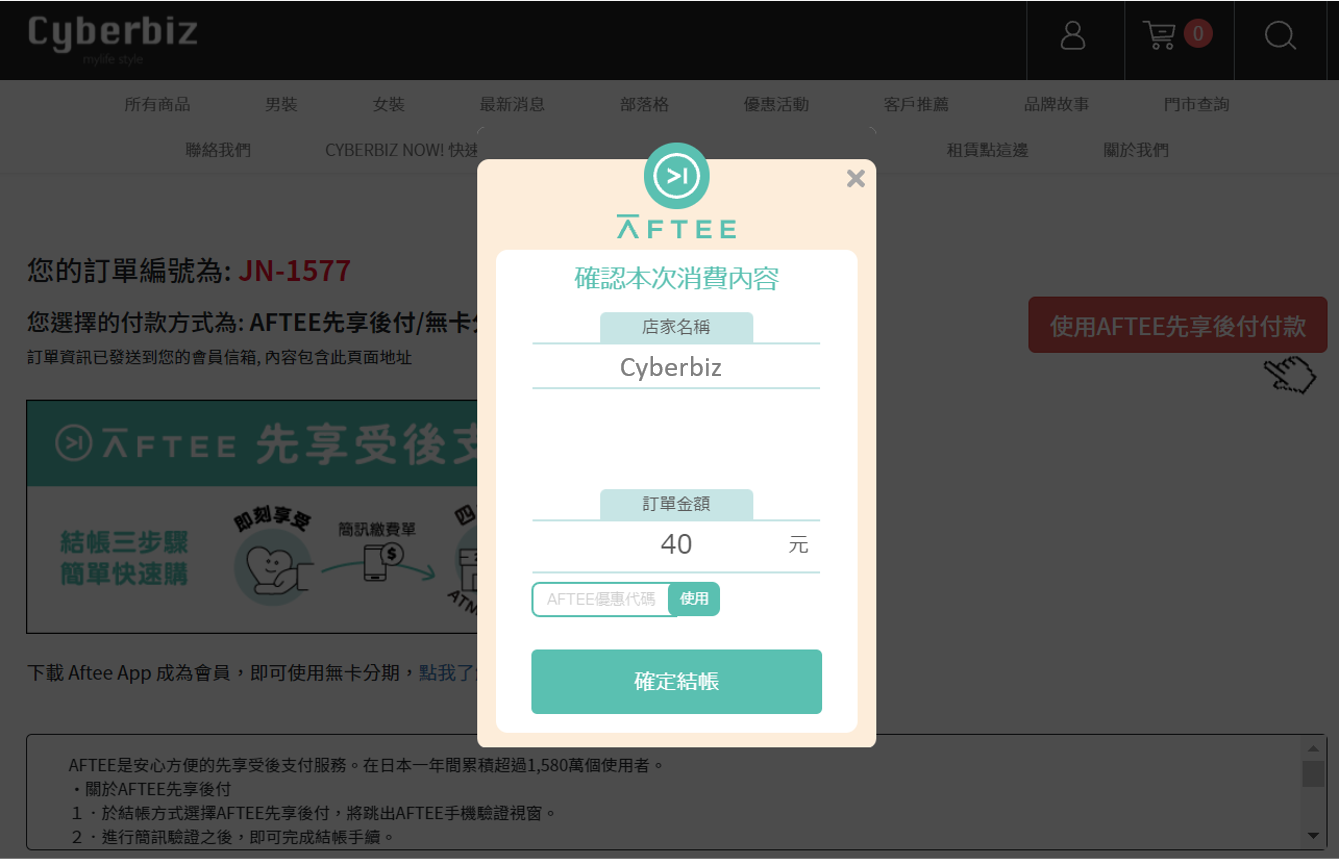 Cyberbiz
mylife style
0
所有商品 男裝 女裝 最新消息 部落格 優惠活動 客戶推薦 品牌故事 門市查詢
聯絡我們 CYBERBIZ NOW! 快速 租賃點這邊 關於我們
AFTEE
確認本次消費內容
店家名稱
Cyberbiz
訂單金額
40 元
AFTEE優惠代碼 使用
確定結帳
您的訂單編號為: JN-1577
您選擇的付款方式為: AFTEE先享後付/無卡分
使用AFTEE先享後付付款
訂單資訊已發送到您的會員信箱, 內容包含此頁面地址
AFTEE 先享受後支
結帳三步驟
簡單快速購
即刻享受
簡訊繳費單
四
ATM
下載 Aftee App 成為會員，即可使用無卡分期，點我了
AFTEE是安心方便的先享受後支付服務。在日本一年間累積超過1,580萬個使用者。
・關於AFTEE先享後付
１．於結帳方式選擇AFTEE先享後付，將跳出AFTEE手機驗證視窗。
２．進行簡訊驗證之後，即可完成結帳手續。